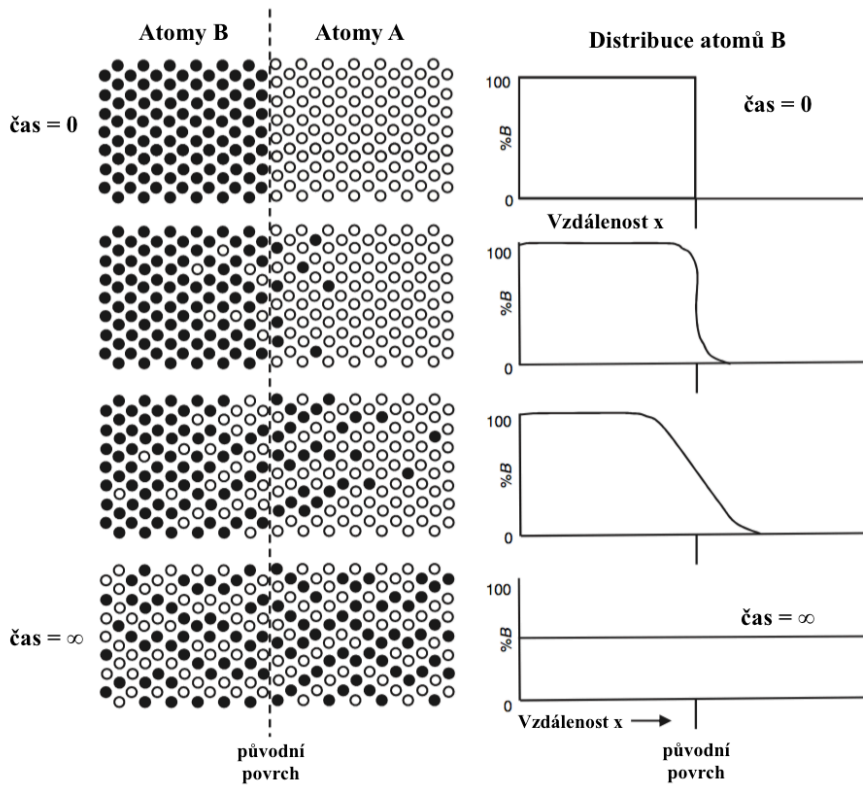 Atomy B
Atomy A
Distribuce atomů B
čas = 0
100
%B
0
čas = 0
Vzdálenost x
100
%B
0
100
%B
0
čas = ∞
100
%B
0
čas = ∞
Vzdálenost x
původní
povrch
původní
povrch